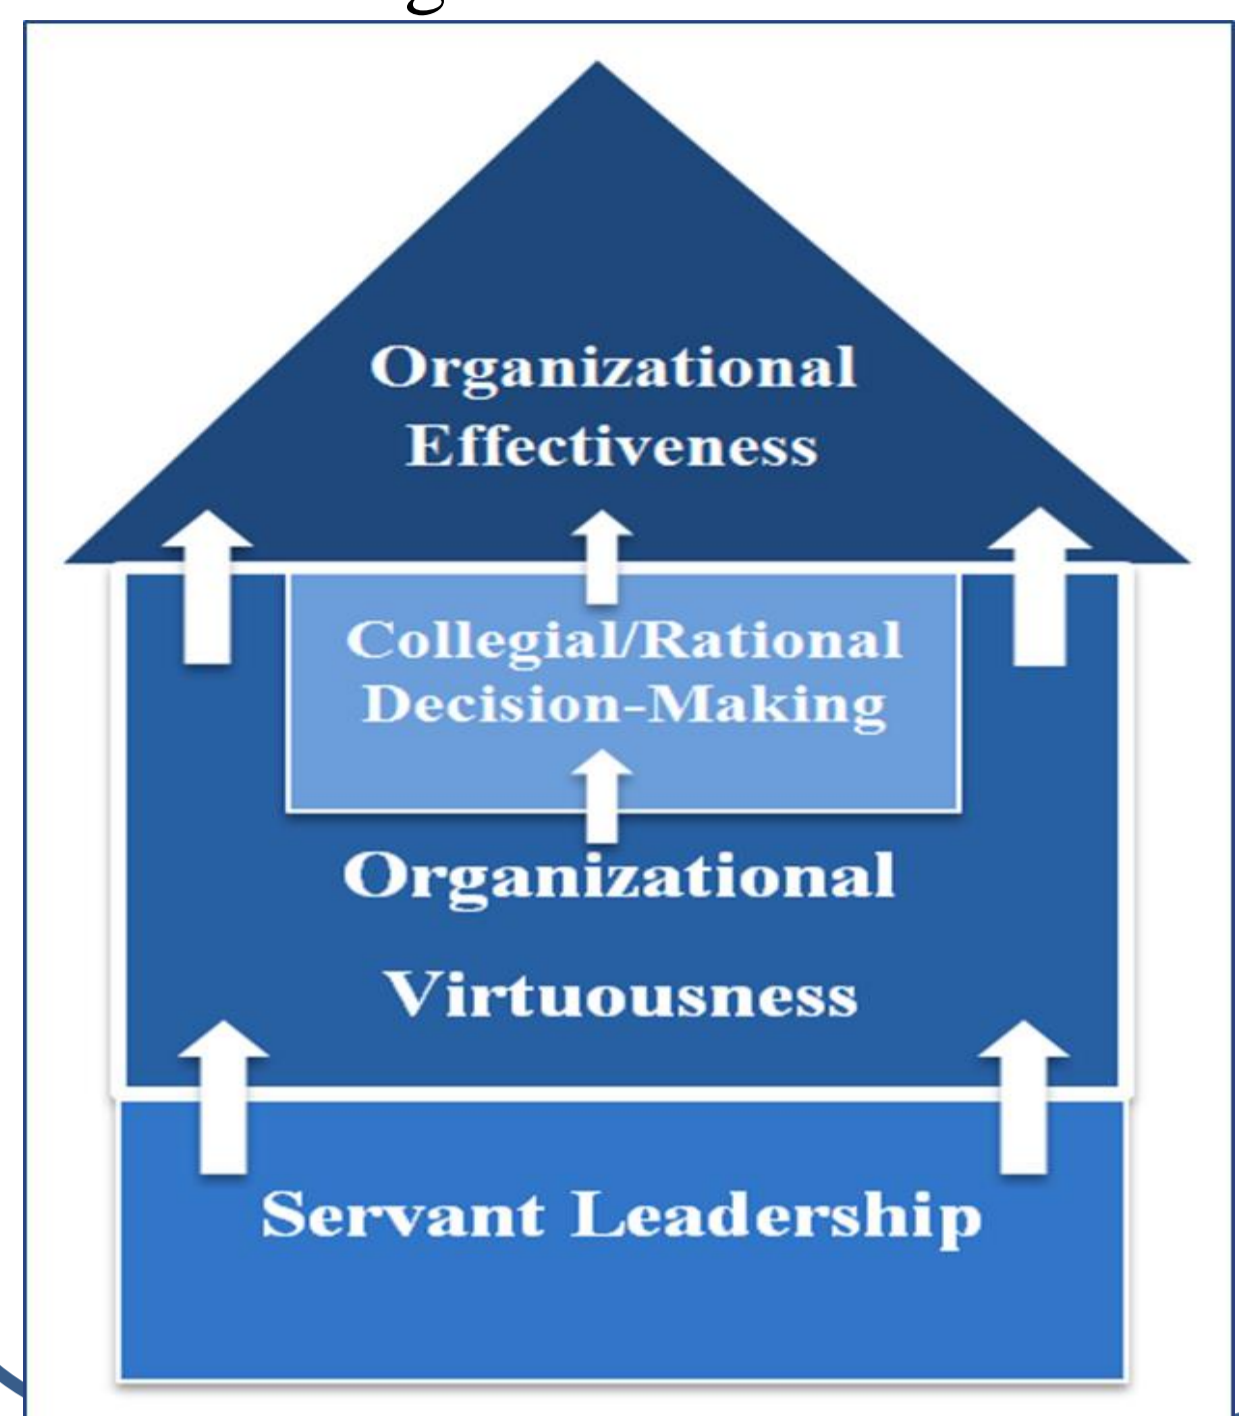 Organizational
Effectiveness
Collegial/Rational
Decision-Making
Organizational
Virtuousness
Servant Leadership